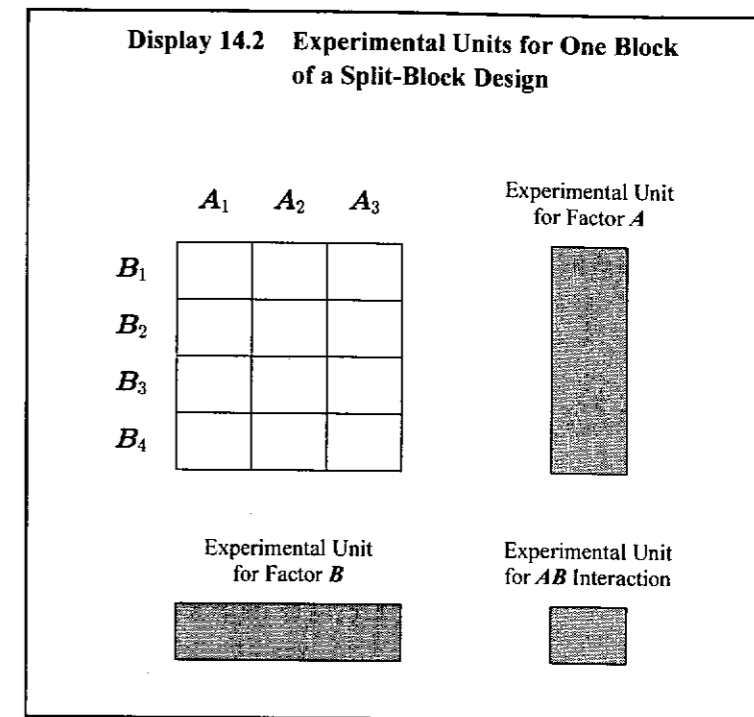 Display 14.2 Experimental Units for One Block
of a Split-Block Design
A₁ A₂ A₃
Experimental Unit
for Factor A
B₁
B₂
B₃
B₄
Experimental Unit
for Factor B
Experimental Unit
for AB Interaction